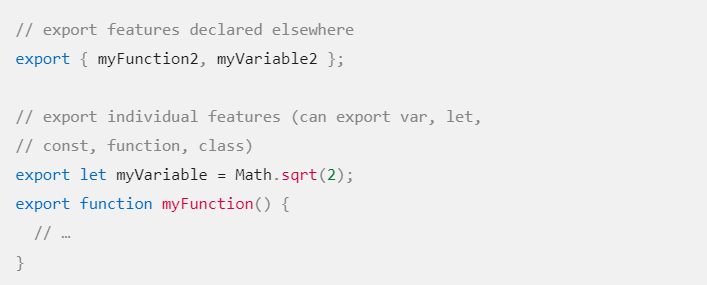 // export features declared elsewhere
export { myFunction2, myVariable2 };

// export individual features (can export var, let,
// const, function, class)
export let myVariable = Math.sqrt(2);
export function myFunction() {
  // …
}